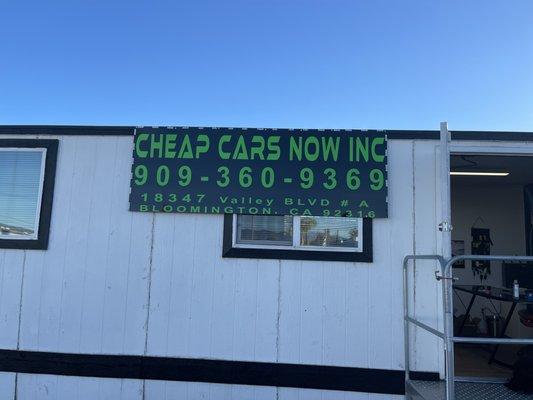 CHEAP CARS NOW INC
909-360-9369
18347 Valley BLVD # A
BLOOMINGTON, CA 92316